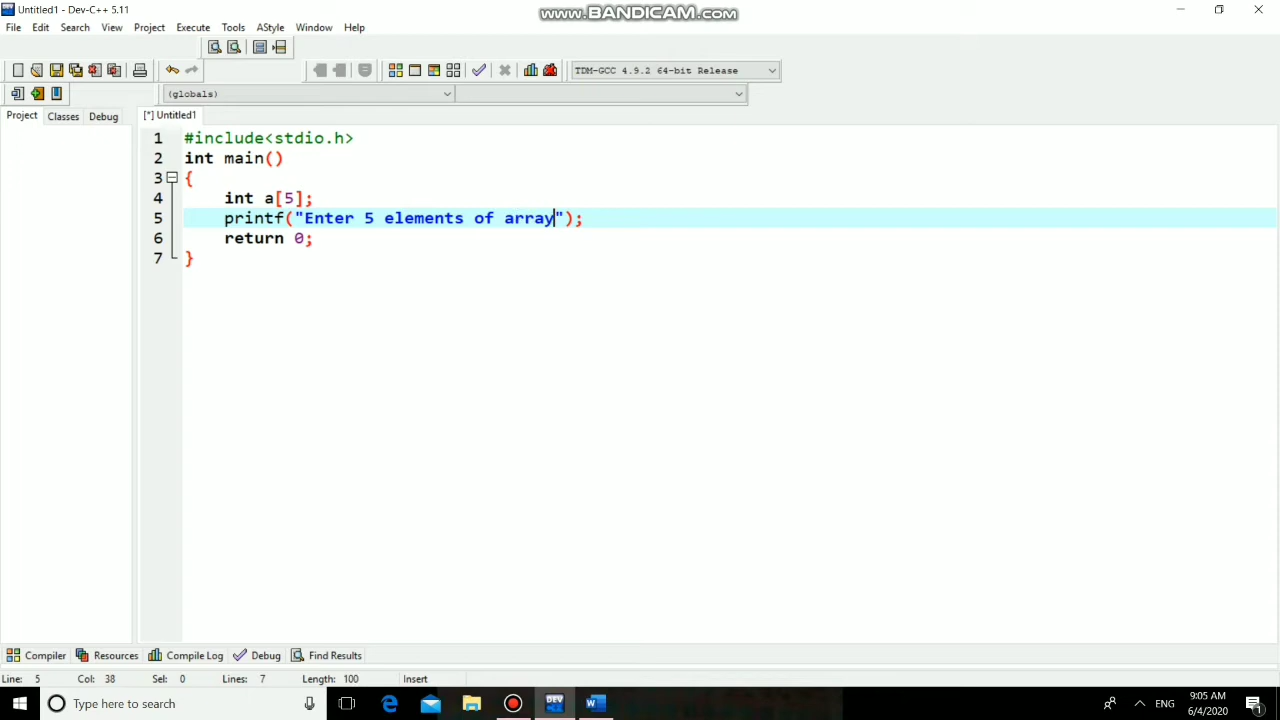 Untitled1 - Dev-C++ 5.11
www.BANDICAM.com
File Edit Search View Project Execute Tools AStyle Window Help
TDM-GCC 4.9.2 64-bit Release
(globals)
Project Classes Debug
[*] Untitled1
1 #include<stdio.h>
2 int main()
3 {
4 int a[5];
5 printf("Enter 5 elements of array");
6 return 0;
7 }
Compiler Resources Compile Log Debug Find Results
Line: 5 Col: 38 Sel: 0 Lines: 7 Length: 100 Insert
Type here to search
DEV
W
ENG
9:05 AM
6/4/2020
1